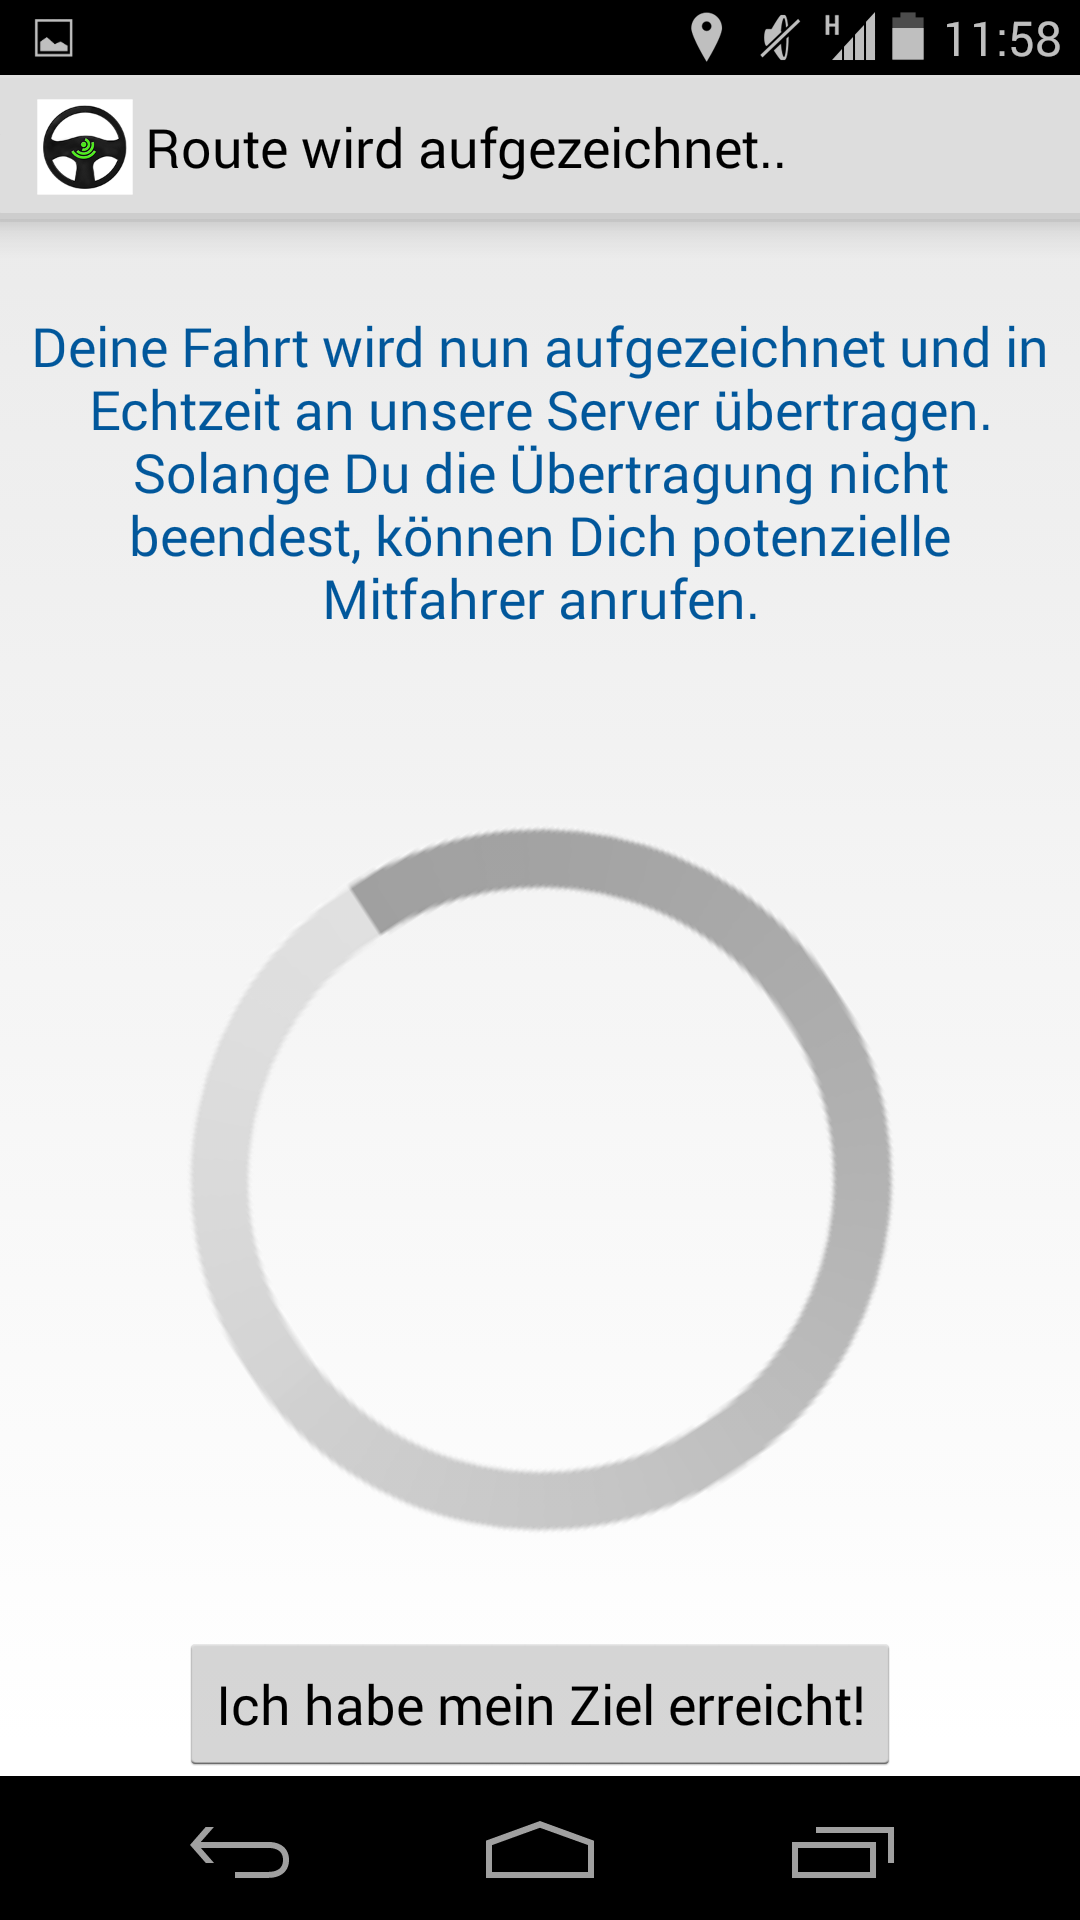 H 11:58
Route wird aufgezeichnet..
Deine Fahrt wird nun aufgezeichnet und in
Echtzeit an unsere Server übertragen.
Solange Du die Übertragung nicht
beendest, können Dich potenzielle
Mitfahrer anrufen.
Ich habe mein Ziel erreicht!